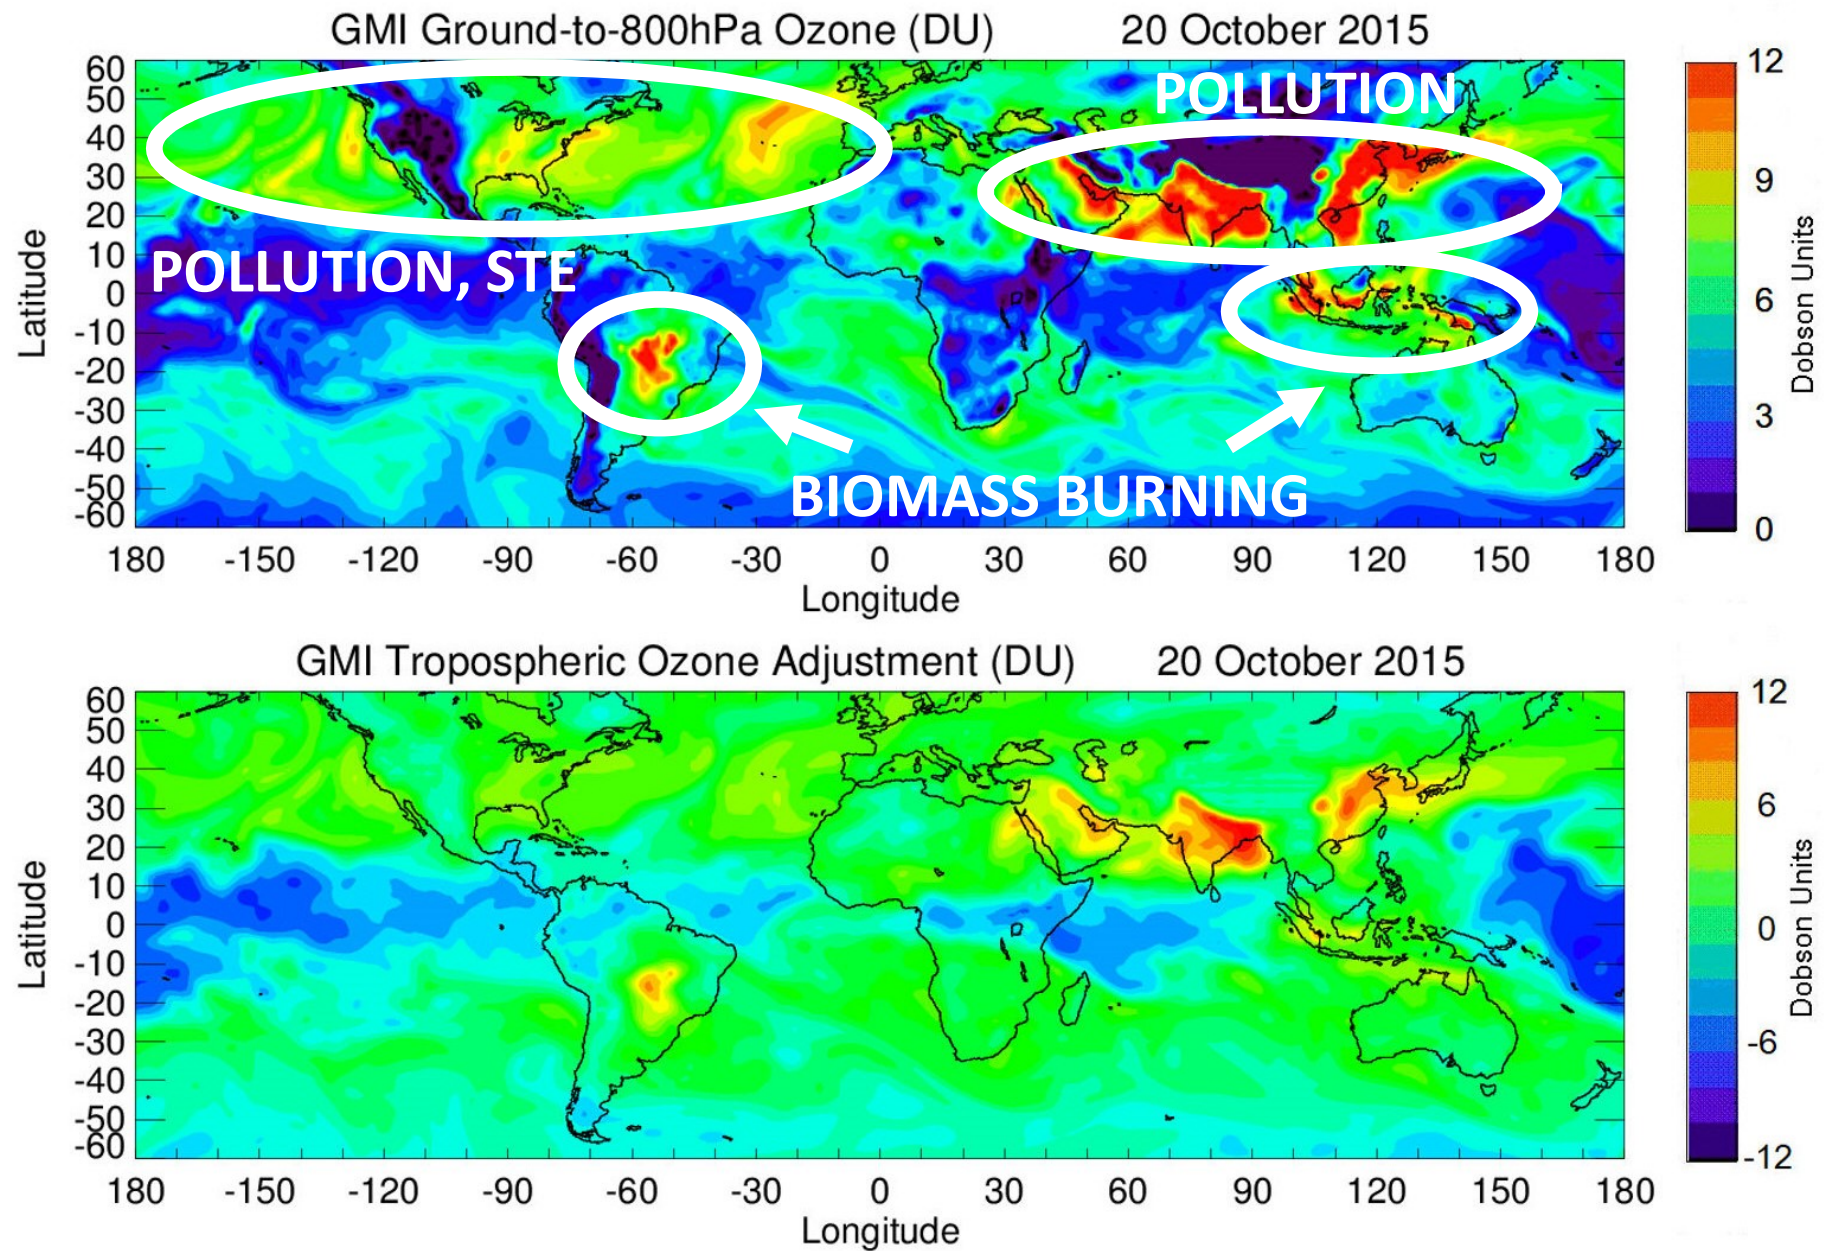 GMI Ground-to-800hPa Ozone (DU) 20 October 2015
60
50
40
30
20
10
0
-10
-20
-30
-40
-50
-60
Latitude
POLLUTION
POLLUTION, STE
BIOMASS BURNING
180 -150 -120 -90 -60 -30 0 30 60 90 120 150 180
Longitude
12
9
6
3
0
Dobson Units
GMI Tropospheric Ozone Adjustment (DU) 20 October 2015
60
50
40
30
20
10
0
-10
-20
-30
-40
-50
-60
Latitude
180 -150 -120 -90 -60 -30 0 30 60 90 120 150 180
Longitude
12
6
0
-6
-12
Dobson Units